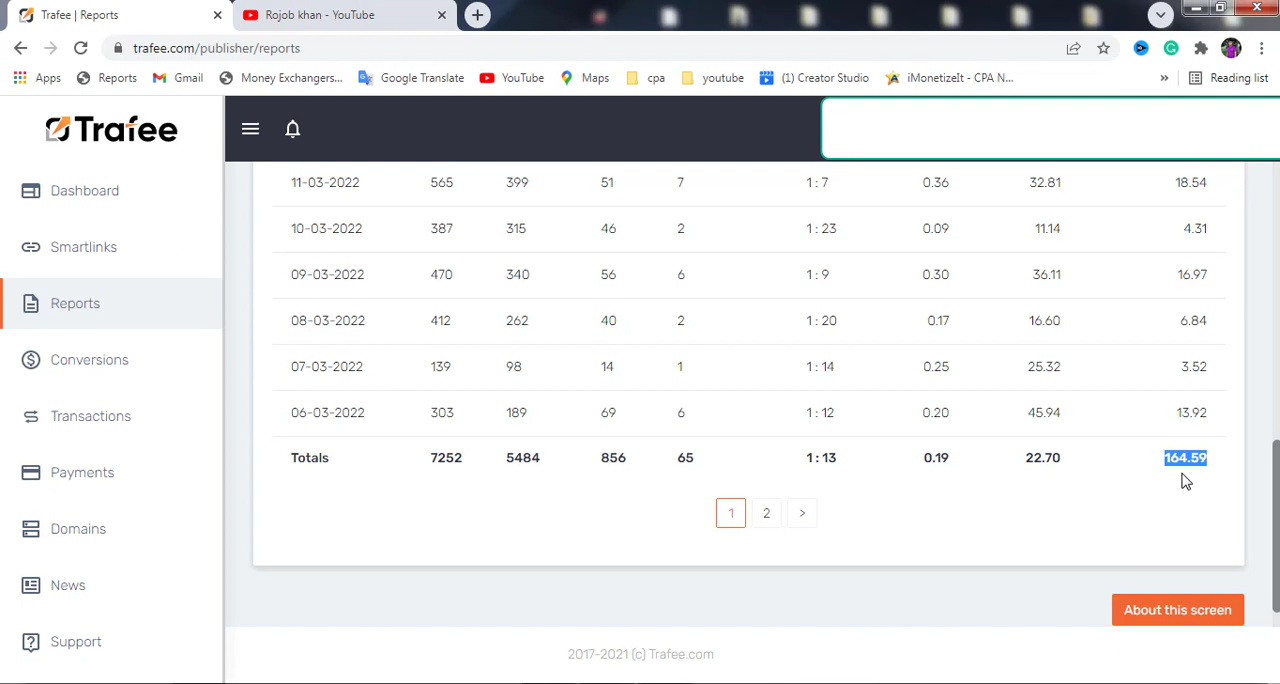 Trafee | Reports
Rojob khan - YouTube
trafee.com/publisher/reports
Apps Reports Gmail Money Exchangers... Google Translate YouTube Maps cpa youtube (1) Creator Studio iMonetizeIt - CPA N... » Reading list
Trafee
Dashboard
Smartlinks
Reports
Conversions
Transactions
Payments
Domains
News
Support
11-03-2022 565 399 51 7 1 : 7 0.36 32.81 18.54
10-03-2022 387 315 46 2 1 : 23 0.09 11.14 4.31
09-03-2022 470 340 56 6 1 : 9 0.30 36.11 16.97
08-03-2022 412 262 40 2 1 : 20 0.17 16.60 6.84
07-03-2022 139 98 14 1 1 : 14 0.25 25.32 3.52
06-03-2022 303 189 69 6 1 : 12 0.20 45.94 13.92
Totals 7252 5484 856 65 1 : 13 0.19 22.70 164.59
1 2 >
About this screen
2017-2021 (c) Trafee.com